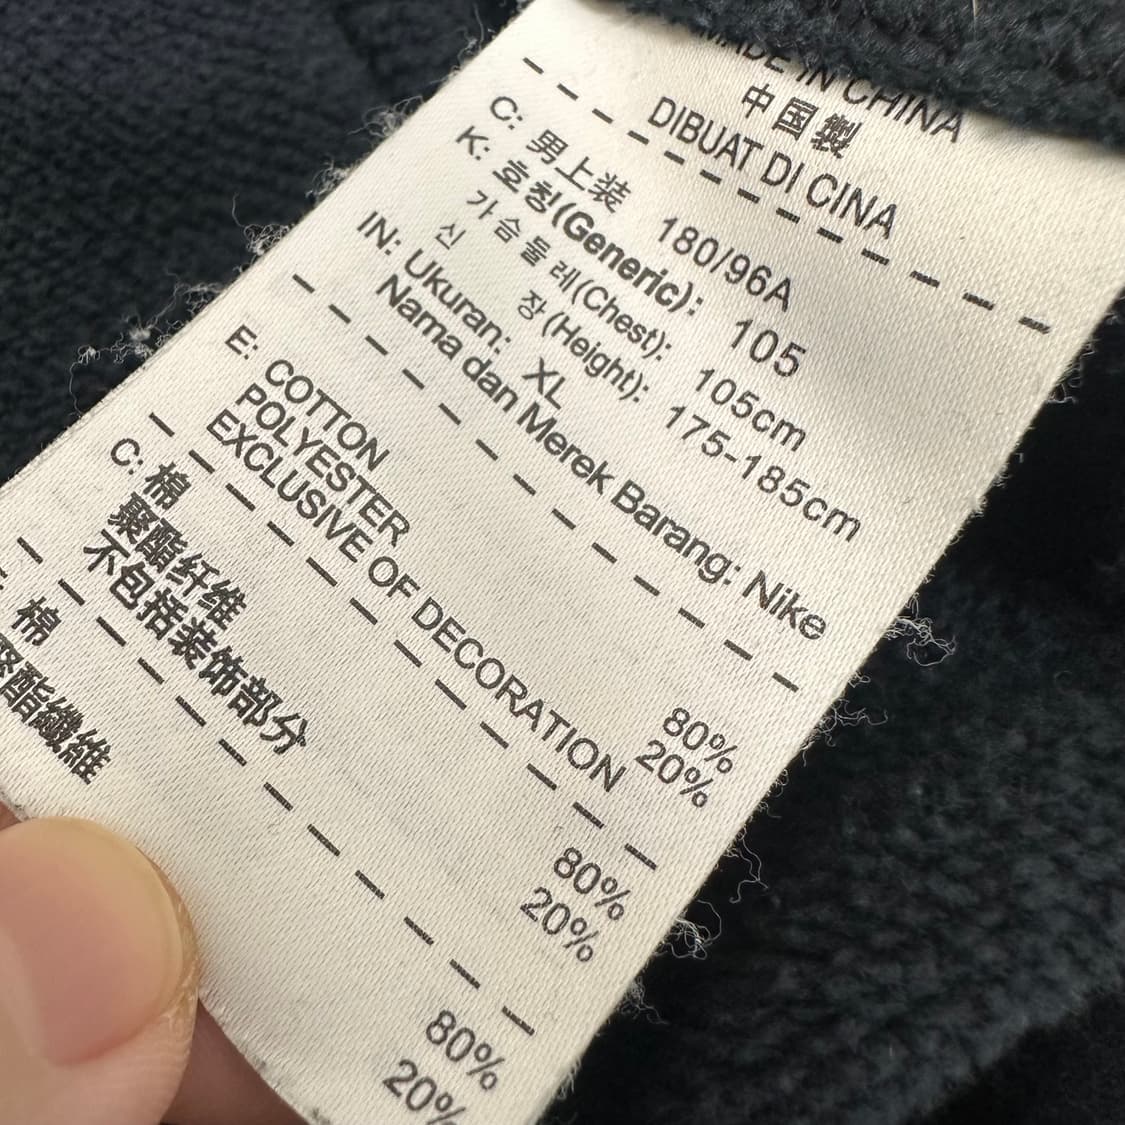 MADE IN CHINA
中国製
DIBUAT DI CINA
C: 男上装 180/96A
K: 호칭(Generic): 105
가슴둘레(Chest): 105cm
신 장(Height): 175-185cm
IN: Ukuran: XL
Nama dan Merek Barang: Nike
E: COTTON 80%
POLYESTER 20%
EXCLUSIVE OF DECORATION
C: 棉 80%
聚酯纤维 20%
不包括装饰部分
棉 80%
聚酯纖維 20%